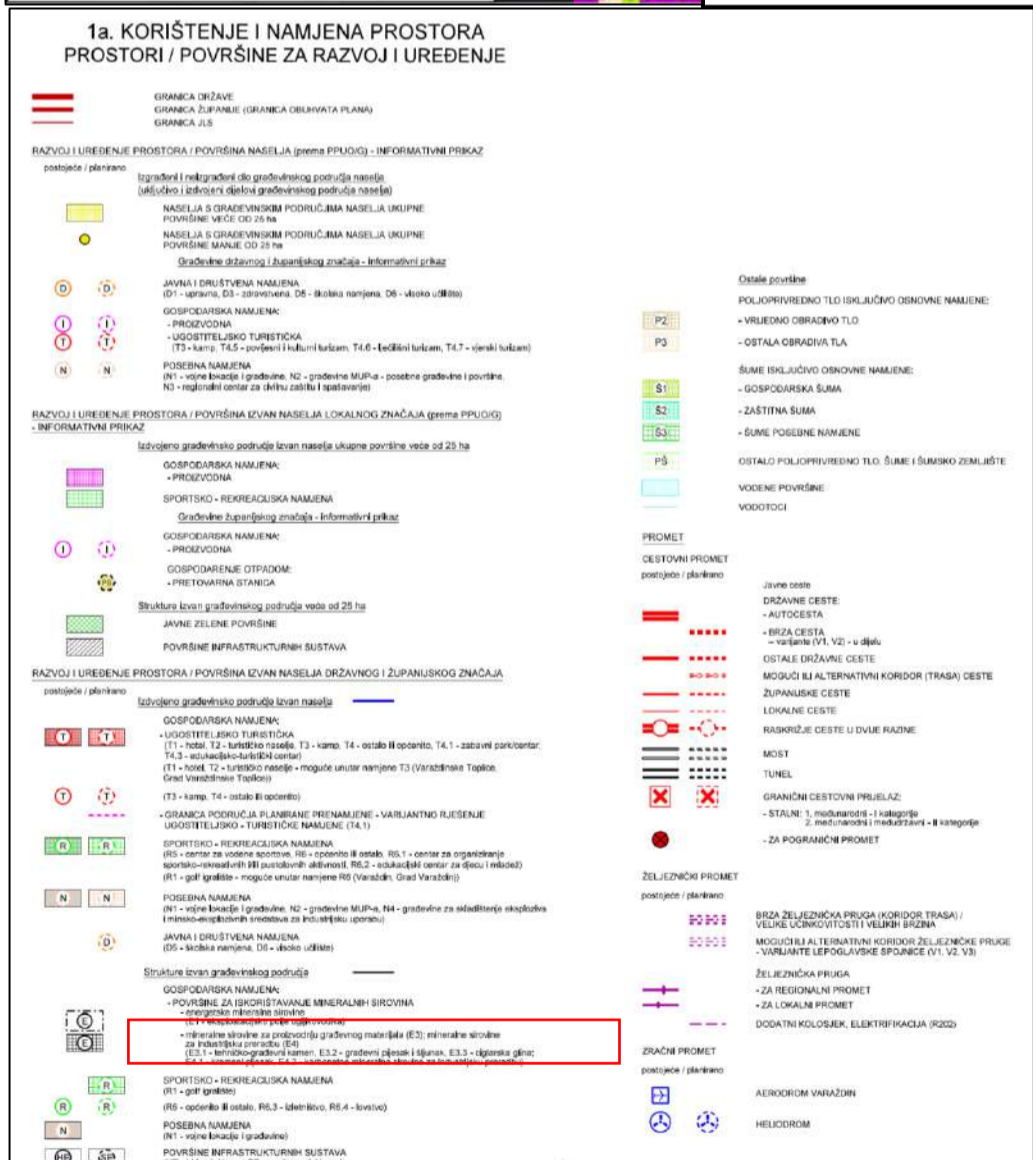 1a. KORIŠTENJE I NAMJENA PROSTORA
PROSTORI / POVRŠINE ZA RAZVOJ I UREĐENJE
GRANICA DRŽAVE
GRANICA ŽUPANIJE (GRANICA OBUHVATA PLANA)
GRANICA JLS
RAZVOJ I UREĐENJE PROSTORA / POVRŠINA NASELJA (prema PPUO/G) - INFORMATIVNI PRIKAZ
postojeće / planirano
Izgrađeni i neizgrađeni dio građevinskog područja naselja
(uključivo i izdvojeni dijelovi građevinskog područja naselja)
NASELJA S GRAĐEVINSKIM PODRUČJIMA NASELJA UKUPNE
POVRŠINE VEĆE OD 25 ha
NASELJA S GRAĐEVINSKIM PODRUČJIMA NASELJA UKUPNE
POVRŠINE MANJE OD 25 ha
Građevine državnog i županijskog značaja - informativni prikaz
D D JAVNA I DRUŠTVENA NAMJENA
(D1 - upravna, D3 - zdravstvena, D5 - školska namjena, D6 - visoko učilište)
GOSPODARSKA NAMJENA:
I I - PROIZVODNA
T T - UGOSTITELJSKO TURISTIČKA
(T3 - kamp, T4.5 - povijesni i kulturni turizam, T4.6 - lječilišni turizam, T4.7 - vjerski turizam)
N N POSEBNA NAMJENA
(N1 - vojne lokacije i građevine, N2 - građevine MUP-a - posebne građevine i površine,
N3 - regionalni centar za civilnu zaštitu i spašavanje)
RAZVOJ I UREĐENJE PROSTORA / POVRŠINA IZVAN NASELJA LOKALNOG ZNAČAJA (prema PPUO/G)
- INFORMATIVNI PRIKAZ
Izdvojeno građevinsko područje izvan naselja ukupne površine veće od 25 ha
GOSPODARSKA NAMJENA:
- PROIZVODNA
SPORTSKO - REKREACIJSKA NAMJENA
Građevine županijskog značaja - informativni prikaz
GOSPODARSKA NAMJENA:
I I - PROIZVODNA
GOSPODARENJE OTPADOM:
PS - PRETOVARNA STANICA
Strukture izvan građevinskog područja veće od 25 ha
JAVNE ZELENE POVRŠINE
POVRŠINE INFRASTRUKTURNIH SUSTAVA
RAZVOJ I UREĐENJE PROSTORA / POVRŠINA IZVAN NASELJA DRŽAVNOG I ŽUPANIJSKOG ZNAČAJA
postojeće / planirano
Izdvojeno građevinsko područje izvan naselja
GOSPODARSKA NAMJENA:
T T - UGOSTITELJSKO TURISTIČKA
(T1 - hotel, T2 - turističko naselje, T3 - kamp, T4 - ostalo ili općenito, T4.1 - zabavni park/centar,
T4.3 - edukacijsko-turistički centar)
(T1 - hotel, T2 - turističko naselje - moguće unutar namjene T3 (Varaždinske Toplice,
Grad Varaždinske Toplice))
T T (T3 - kamp, T4 - ostalo ili općenito)
- GRANICA PODRUČJA PLANIRANE PRENAMJENE - VARIJANTNO RJEŠENJE
UGOSTITELJSKO - TURISTIČKE NAMJENE (T4.1)
R R SPORTSKO - REKREACIJSKA NAMJENA
(R5 - centar za vodene sportove, R6 - općenito ili ostalo, R6.1 - centar za organiziranje
sportsko-rekreativnih i/ili pustolovnih aktivnosti, R6.2 - edukacijski centar za djecu i mladež)
(R1 - golf igralište - moguće unutar namjene R6 (Varaždin, Grad Varaždin))
N N POSEBNA NAMJENA
(N1 - vojne lokacije i građevine, N2 - građevine MUP-a, N4 - građevine za skladištenje eksploziva
i minsko-eksplozivnih sredstava za industrijsku uporabu)
D JAVNA I DRUŠTVENA NAMJENA
(D5 - školska namjena, D6 - visoko učilište)
Strukture izvan građevinskog područja
GOSPODARSKA NAMJENA:
- POVRŠINE ZA ISKORIŠTAVANJE MINERALNIH SIROVINA
- energetske mineralne sirovine
E (E1 - eksploatacijsko polje ugljikovodika)
E - mineralne sirovine za proizvodnju građevnog materijala (E3); mineralne sirovine
za industrijsku preradbu (E4)
(E3.1 - tehničko-građevni kamen, E3.2 - građevni pijesak i šljunak, E3.3 - ciglarska glina;
E4.1 - kremeni pijesak, E4.2 - karbonatne mineralne sirovine za industrijsku preradbu)
R SPORTSKO - REKREACIJSKA NAMJENA
(R1 - golf igralište)
R R (R6 - općenito ili ostalo, R6.3 - izletništvo, R6.4 - lovstvo)
N POSEBNA NAMJENA
(N1 - vojne lokacije i građevine)
HE SE POVRŠINE INFRASTRUKTURNIH SUSTAVA
Ostale površine
POLJOPRIVREDNO TLO ISKLJUČIVO OSNOVNE NAMJENE:
P2 - VRIJEDNO OBRADIVO TLO
P3 - OSTALA OBRADIVA TLA
ŠUME ISKLJUČIVO OSNOVNE NAMJENE:
Š1 - GOSPODARSKA ŠUMA
Š2 - ZAŠTITNA ŠUMA
Š3 - ŠUME POSEBNE NAMJENE
PŠ OSTALO POLJOPRIVREDNO TLO, ŠUME I ŠUMSKO ZEMLJIŠTE
VODENE POVRŠINE
VODOTOCI
PROMET
CESTOVNI PROMET
postojeće / planirano
Javne ceste
DRŽAVNE CESTE:
- AUTOCESTA
- BRZA CESTA
– varijante (V1, V2) - u dijelu
OSTALE DRŽAVNE CESTE
MOGUĆI ILI ALTERNATIVNI KORIDOR (TRASA) CESTE
ŽUPANIJSKE CESTE
LOKALNE CESTE
RASKRIŽJE CESTE U DVIJE RAZINE
MOST
TUNEL
GRANIČNI CESTOVNI PRIJELAZ:
- STALNI: 1. međunarodni - I kategorije
2. međunarodni i međudržavni - II kategorije
- ZA POGRANIČNI PROMET
ŽELJEZNIČKI PROMET
postojeće / planirano
BRZA ŽELJEZNIČKA PRUGA (KORIDOR TRASA) /
VELIKE UČINKOVITOSTI I VELIKIH BRZINA
MOGUĆI ILI ALTERNATIVNI KORIDOR ŽELJEZNIČKE PRUGE
- VARIJANTE LEPOGLAVSKE SPOJNICE (V1, V2, V3)
ŽELJEZNIČKA PRUGA
- ZA REGIONALNI PROMET
- ZA LOKALNI PROMET
DODATNI KOLOSJEK, ELEKTRIFIKACIJA (R202)
ZRAČNI PROMET
postojeće / planirano
AERODROM VARAŽDIN
HELIODROM